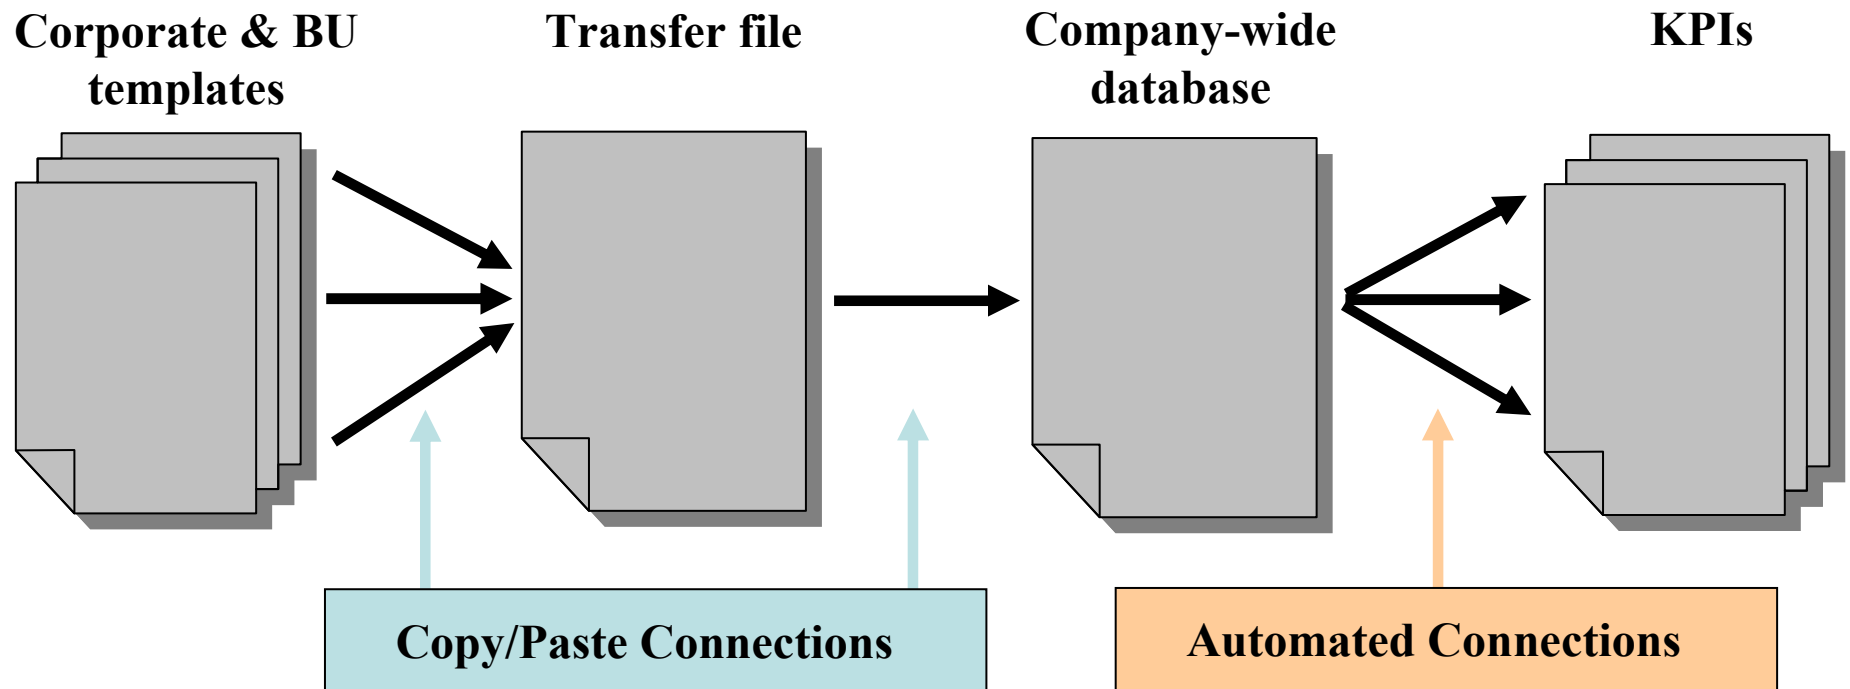 Corporate & BU
templates
Transfer file
Company-wide
database
KPIs
Copy/Paste Connections
Automated Connections